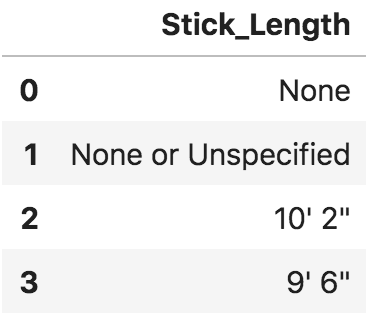 Stick_Length
0 None
1 None or Unspecified
2 10' 2"
3 9' 6"